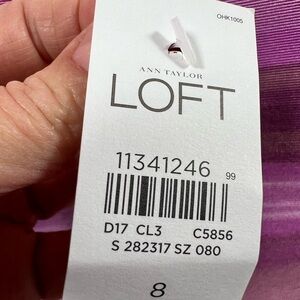 OHK1005
ANN TAYLOR
LOFT
11341246 99
D17 CL3 C5856
S 282317 SZ 080
8